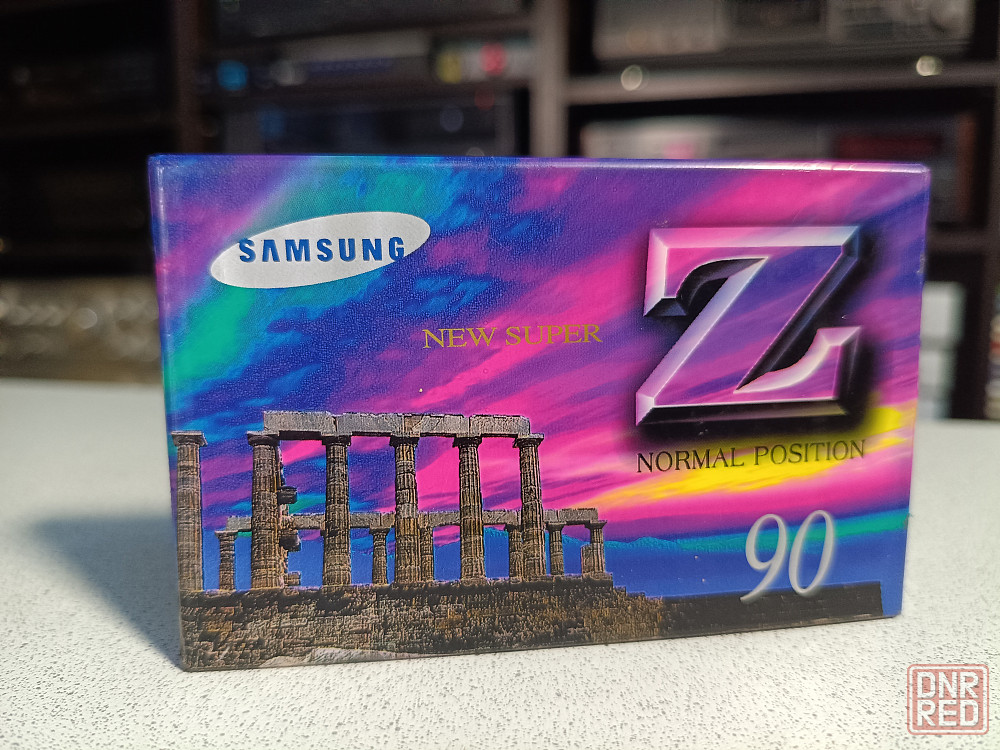 SAMSUNG
NEW SUPER
Z
NORMAL POSITION
90
DNR
RED